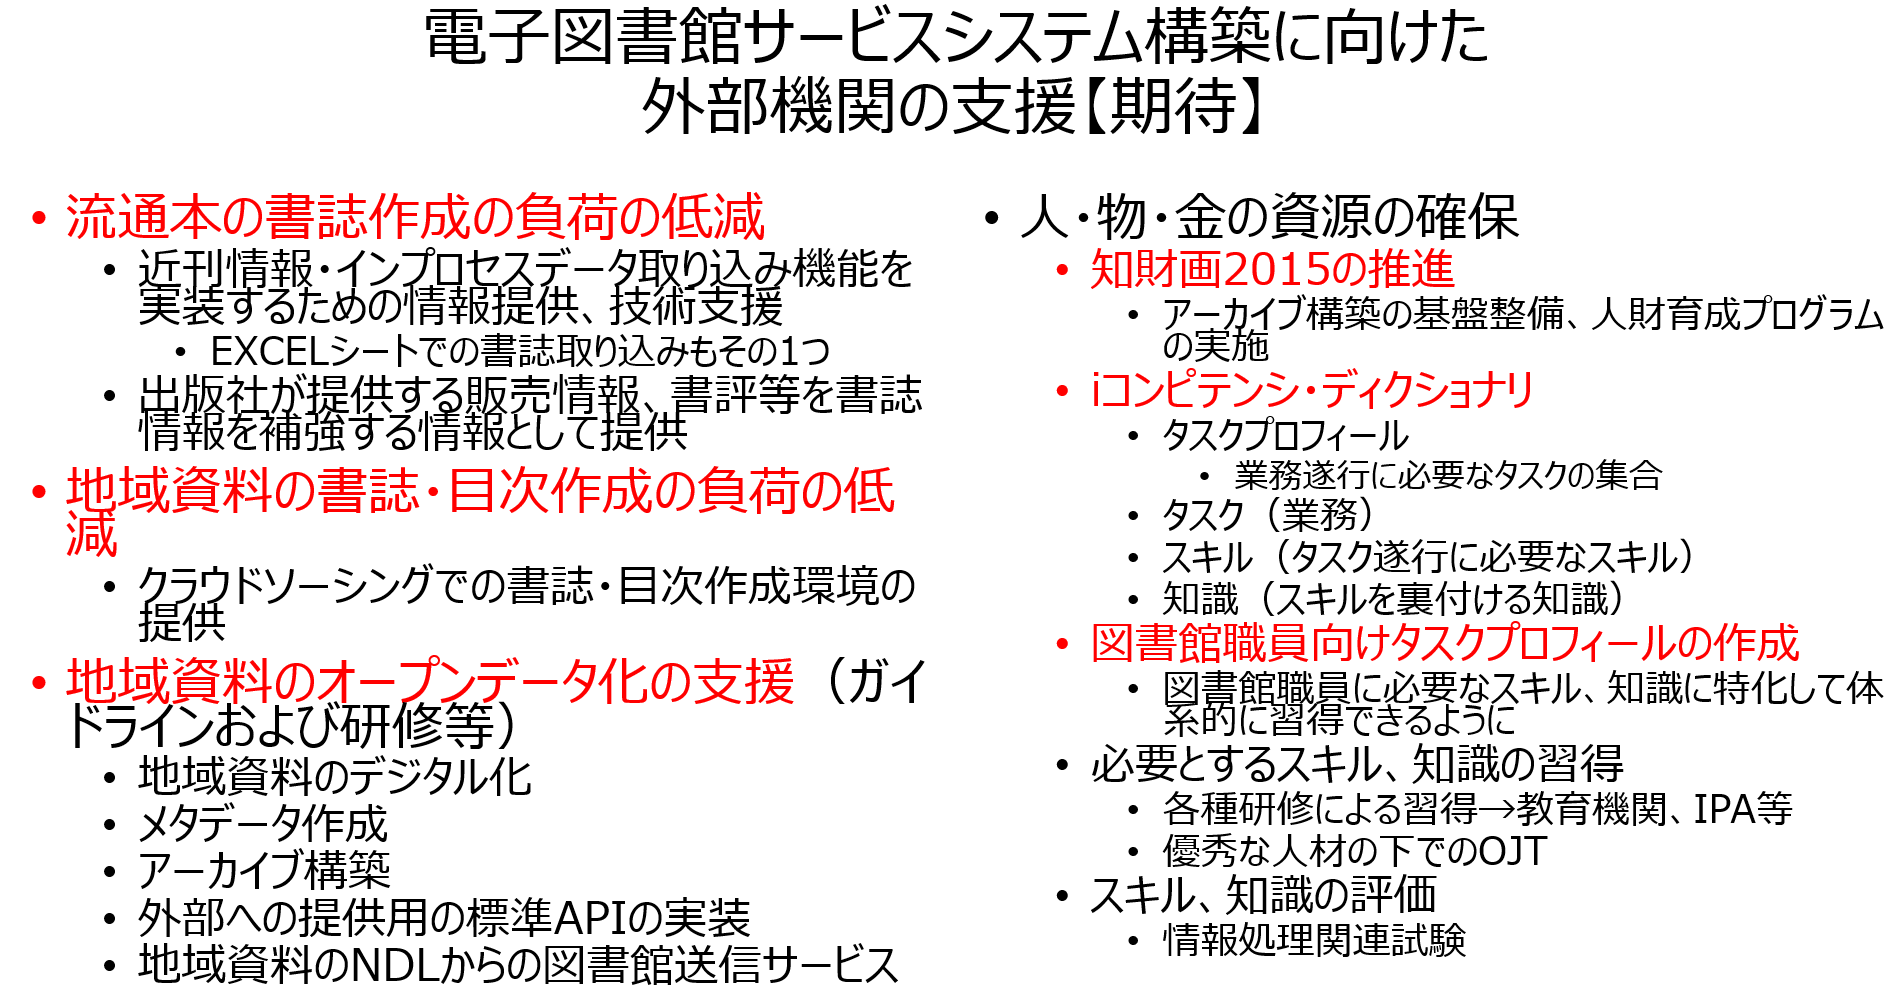 電子図書館サービスシステム構築に向けた
外部機関の支援【期待】
• 流通本の書誌作成の負荷の低減
• 近刊情報・インプロセスデータ取り込み機能を
実装するための情報提供、技術支援
• EXCELシートでの書誌取り込みもその1つ
• 出版社が提供する販売情報、書評等を書誌
情報を補強する情報として提供
• 地域資料の書誌・目次作成の負荷の低
減
• クラウドソーシングでの書誌・目次作成環境の
提供
• 地域資料のオープンデータ化の支援（ガイ
ドラインおよび研修等）
• 地域資料のデジタル化
• メタデータ作成
• アーカイブ構築
• 外部への提供用の標準APIの実装
• 地域資料のNDLからの図書館送信サービス
• 人・物・金の資源の確保
• 知財画2015の推進
• アーカイブ構築の基盤整備、人財育成プログラム
の実施
• iコンピテンシ・ディクショナリ
• タスクプロフィール
• 業務遂行に必要なタスクの集合
• タスク（業務）
• スキル（タスク遂行に必要なスキル）
• 知識（スキルを裏付ける知識）
• 図書館職員向けタスクプロフィールの作成
• 図書館職員に必要なスキル、知識に特化して体
系的に習得できるように
• 必要とするスキル、知識の習得
• 各種研修による習得→教育機関、IPA等
• 優秀な人材の下でのOJT
• スキル、知識の評価
• 情報処理関連試験